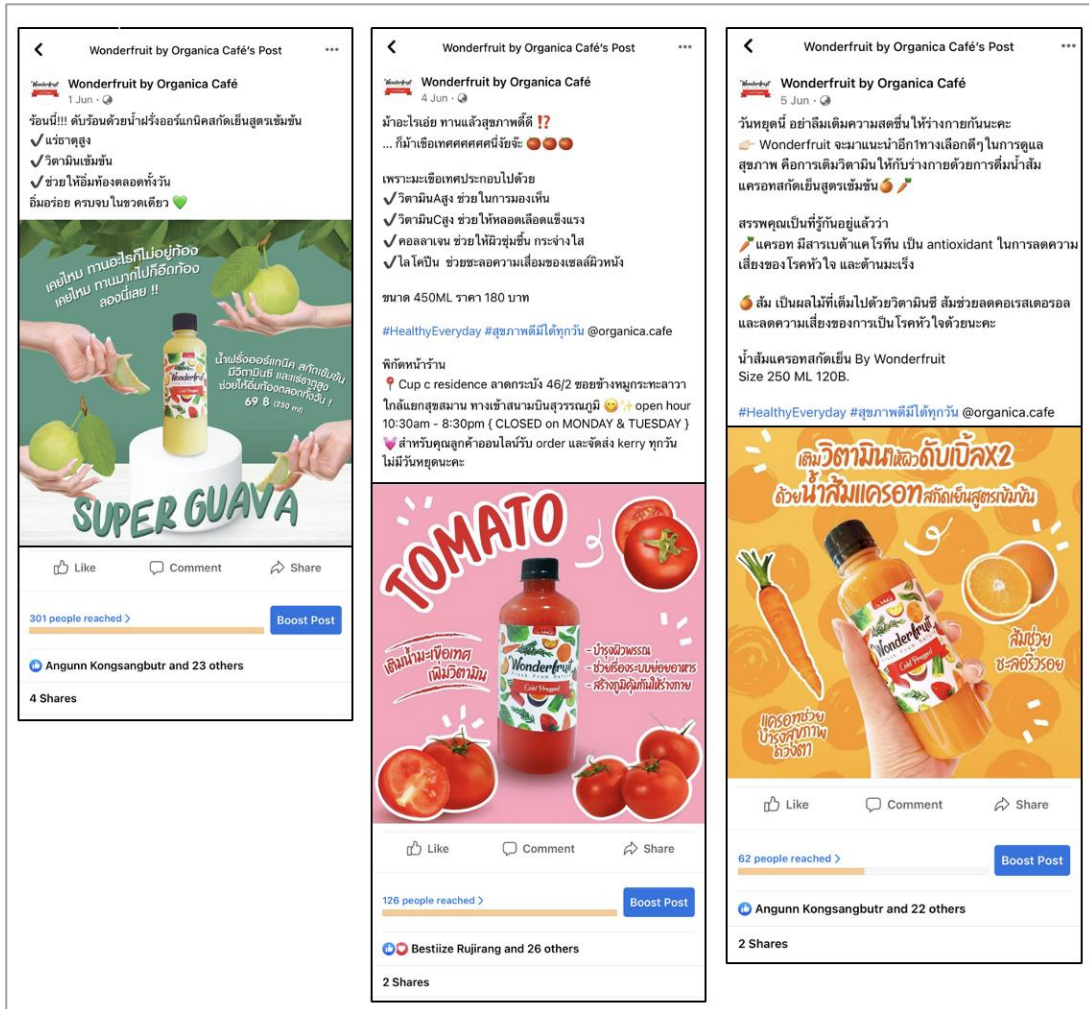 Wonderfruit by Organica Café's Post
Wonderfruit by Organica Café
1 Jun
ร้อนนี้!!! ดับร้อนด้วยน้ำฝรั่งออร์แกนิคสกัดเย็นสูตรเข้มข้น
✓แร่ธาตุสูง
✓วิตามินเข้มข้น
✓ช่วยให้อิ่มท้องตลอดทั้งวัน
อิ่มอร่อย ครบจบในขวดเดียว 💚
เคยไหม ทานอะไรก็ไม่อยู่ท้อง
เคยไหม ทานมากไปก็อึดท้อง
ลองนี่เลย !!
Wonderfruit
น้ำฝรั่งออร์แกนิค สกัดเข้มข้น
มีวิตามินซี และแร่ธาตุสูง
ช่วยให้อิ่มท้องตลอดทั้งวัน !
69 ฿ (250 ml)
SUPER GUAVA
Like
Comment
Share
301 people reached >
Boost Post
Angunn Kongsangbutr and 23 others
4 Shares
Wonderfruit by Organica Café's Post
Wonderfruit by Organica Café
4 Jun
ม้าอะไรเอ่ย ทานแล้วสุขภาพดี๊ดี ⁉️
... ก็ม้าเขือเทศศศศศศนี่งัยจ๊ะ 🍅🍅🍅
เพราะมะเขือเทศประกอบไปด้วย
✓วิตามินAสูง ช่วยในการมองเห็น
✓วิตามินCสูง ช่วยให้หลอดเลือดแข็งแรง
✓คอลลาเจน ช่วยให้ผิวชุ่มชื้น กระจ่างใส
✓ไลโคปีน ช่วยชะลอความเสื่อมของเซลล์ผิวหนัง
ขนาด 450ML ราคา 180 บาท
#HealthyEveryday #สุขภาพดีมีได้ทุกวัน @organica.cafe
พิกัดหน้าร้าน
📍 Cup c residence ลาดกระบัง 46/2 ซอยข้างหมูกระทะลาวา
ใกล้แยกสุขสมาน ทางเข้าสนามบินสุวรรณภูมิ 😋✨open hour
10:30am - 8:30pm { CLOSED on MONDAY & TUESDAY }
💓สำหรับคุณลูกค้าออนไลน์รับ order และจัดส่ง kerry ทุกวัน
ไม่มีวันหยุดนะคะ
TOMATO
เติมน้ำมะเขือเทศ
เพิ่มวิตามิน
Wonderfruit
Fresh From Nature
Cold Pressed
-บำรุงผิวพรรณ
-ช่วยเรื่องระบบย่อยอาหาร
-สร้างภูมิคุ้มกันให้ร่างกาย
Like
Comment
Share
126 people reached >
Boost Post
Bestiize Rujirang and 26 others
2 Shares
Wonderfruit by Organica Café's Post
Wonderfruit by Organica Café
5 Jun
วันหยุดนี้ อย่าลืมเติมความสดชื่นให้ร่างกายกันนะคะ
👉🏻 Wonderfruit จะมาแนะนำอีก1ทางเลือกดีๆในการดูแล
สุขภาพ คือการเติมวิตามินให้กับร่างกายด้วยการดื่มน้ำส้ม
แครอทสกัดเย็นสูตรเข้มข้น🍊🥕
สรรพคุณเป็นที่รู้กันอยู่แล้วว่า
🥕แครอท มีสารเบต้าแคโรทีน เป็น antioxidant ในการลดความ
เสี่ยงของโรคหัวใจ และต้านมะเร็ง
🍊ส้ม เป็นผลไม้ที่เต็มไปด้วยวิตามินซี ส้มช่วยลดคอเรสเตอรอล
และลดความเสี่ยงของการเป็นโรคหัวใจด้วยนะคะ
น้ำส้มแครอทสกัดเย็น By Wonderfruit
Size 250 ML 120B.
#HealthyEveryday #สุขภาพดีมีได้ทุกวัน @organica.cafe
เติมวิตามินให้ผิวดับเบิ้ลX2
ด้วยน้ำส้มแครอทสกัดเย็นสูตรเข้มข้น
Wonderfruit
Fresh From Nature
Cold Pressed
ส้มช่วย
ชะลอริ้วรอย
แครอทช่วย
บำรุงสุขภาพ
ดวงตา
Like
Comment
Share
62 people reached >
Boost Post
Angunn Kongsangbutr and 22 others
2 Shares